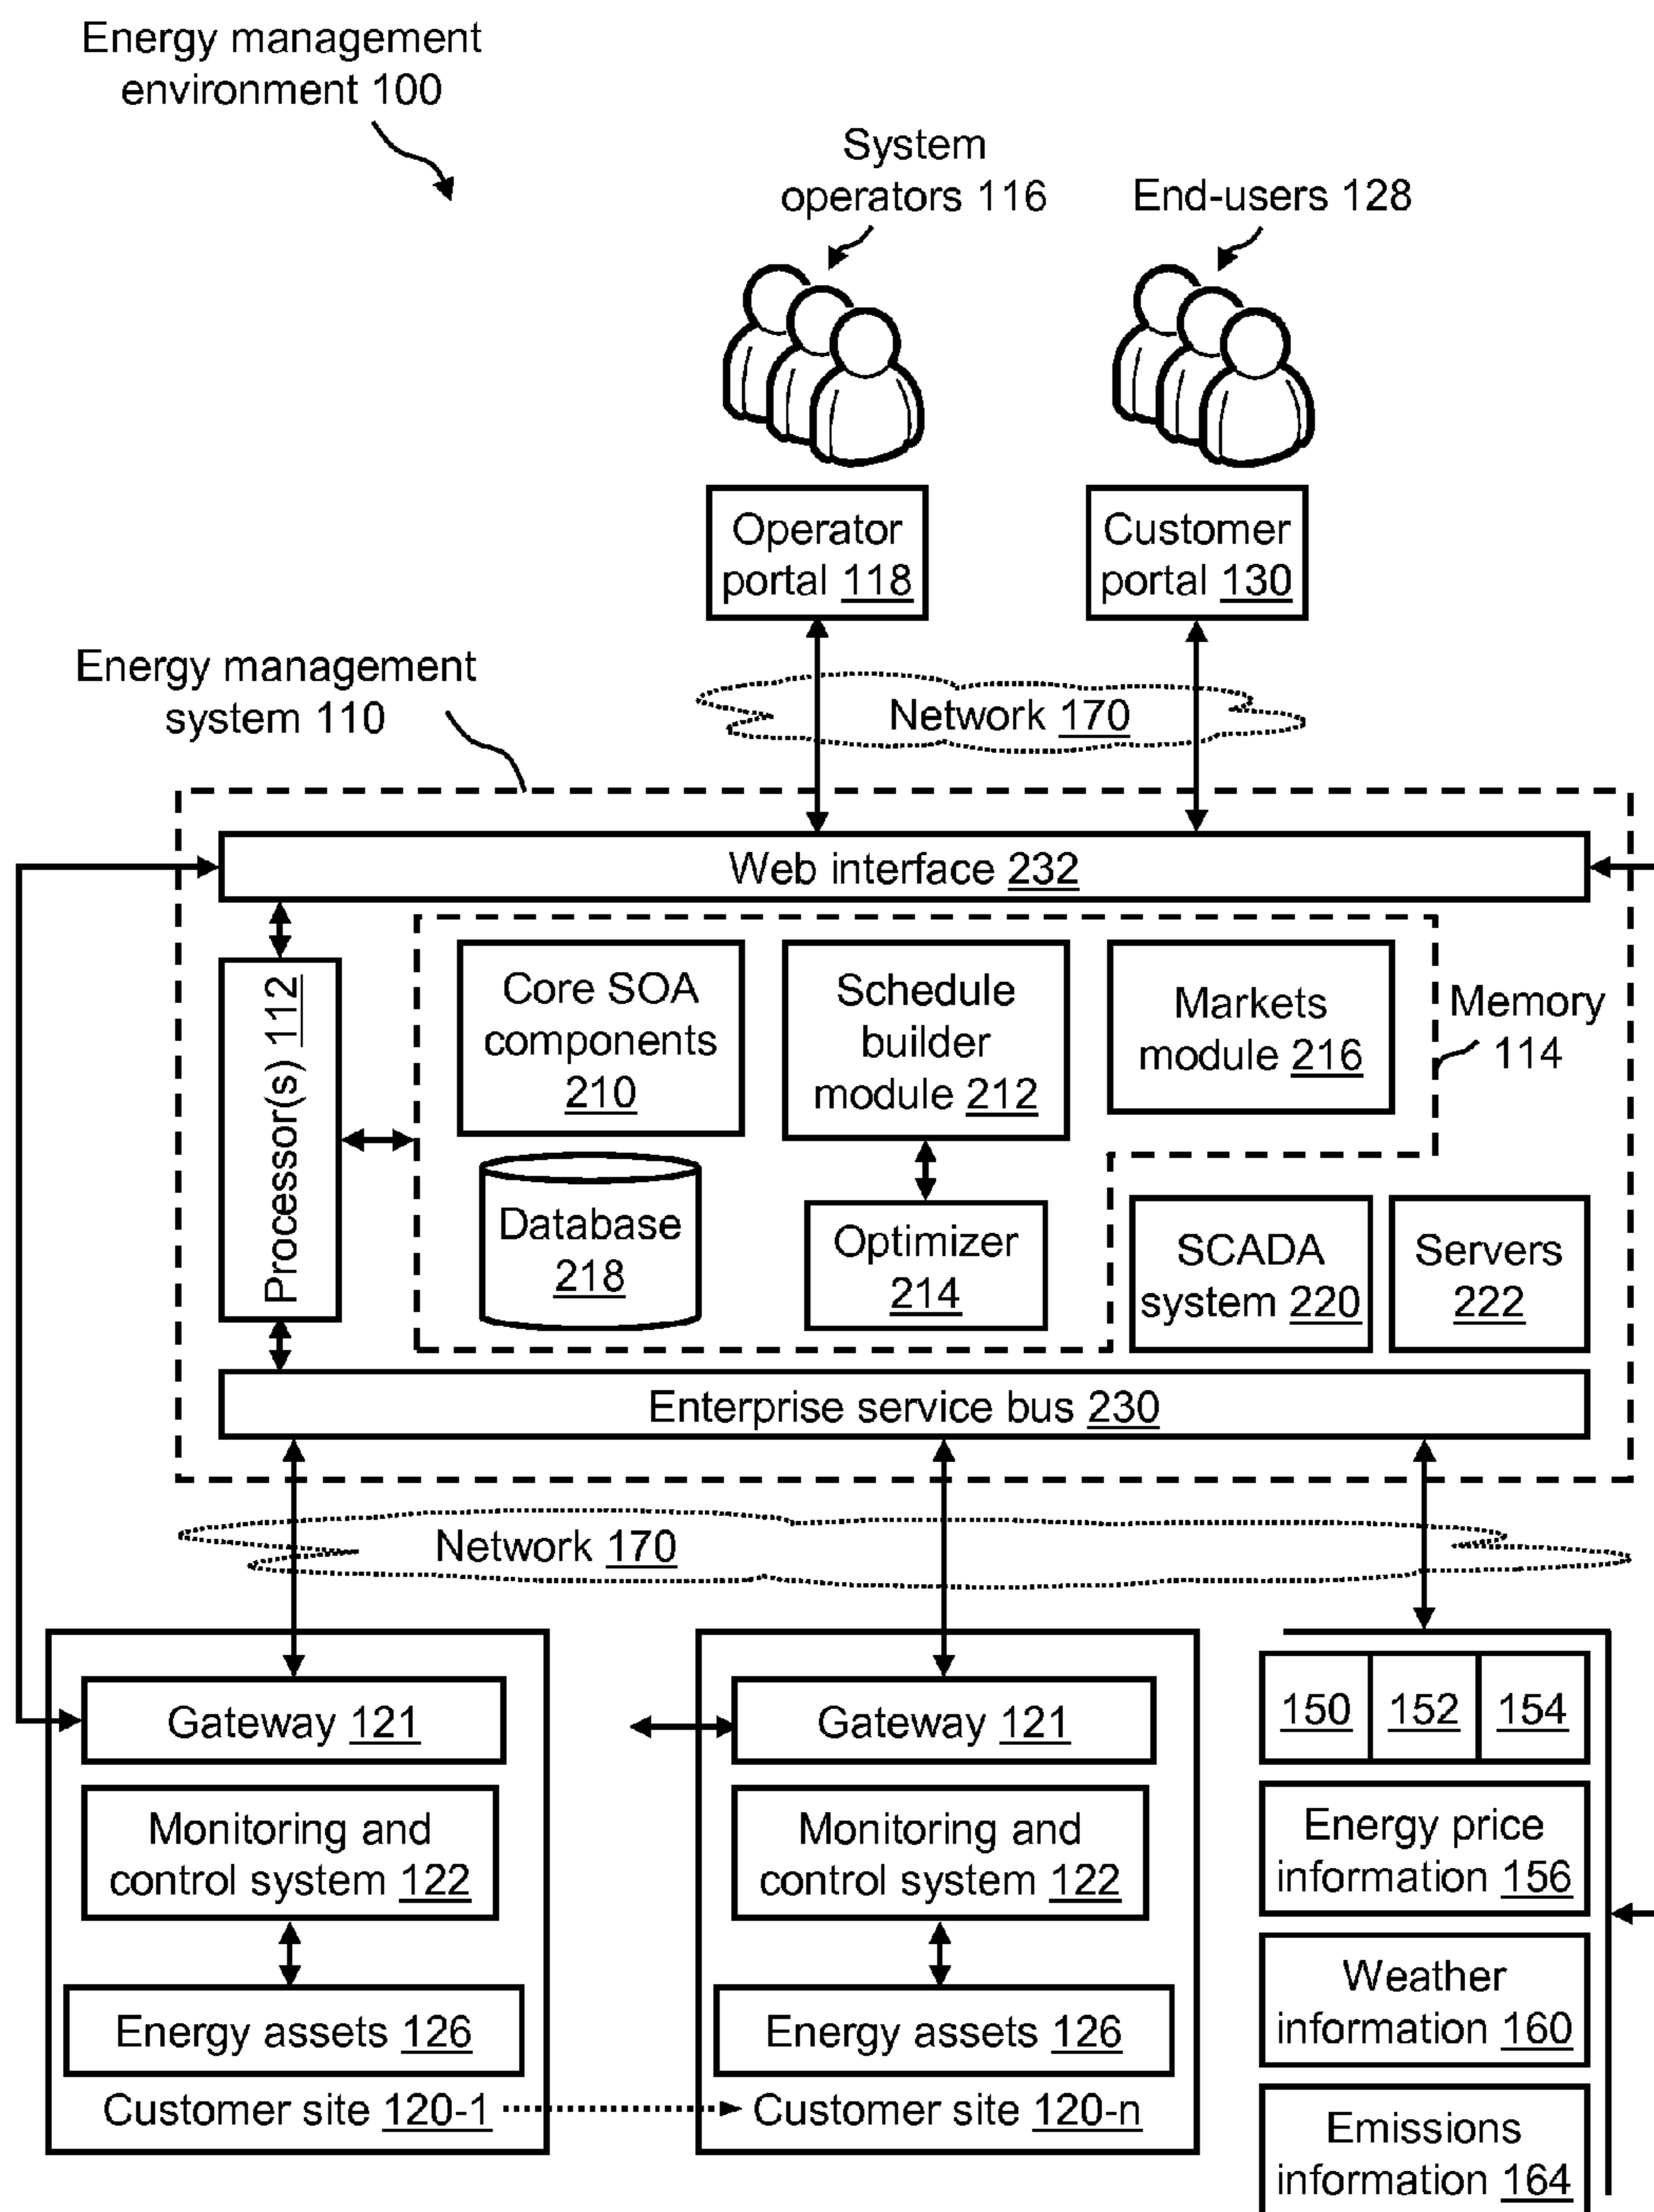 Energy management
environment 100
System
operators 116
End-users 128
Operator
portal 118
Customer
portal 130
Energy management
system 110
Network 170
Web interface 232
Processor(s) 112
Core SOA
components
210
Schedule
builder
module 212
Markets
module 216
Memory
114
Database
218
Optimizer
214
SCADA
system 220
Servers
222
Enterprise service bus 230
Network 170
Gateway 121
Monitoring and
control system 122
Energy assets 126
Customer site 120-1
Gateway 121
Monitoring and
control system 122
Energy assets 126
Customer site 120-n
150 152 154
Energy price
information 156
Weather
information 160
Emissions
information 164